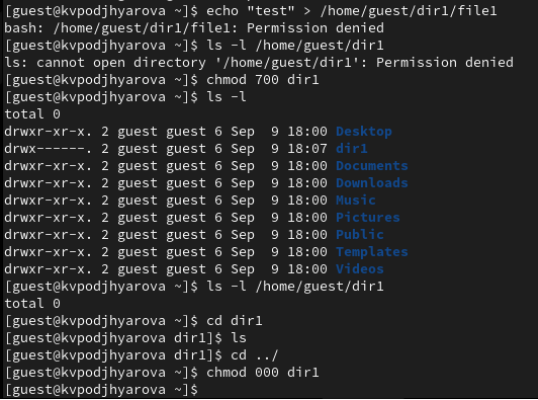 [guest@kvpodjhyarova ~]$ echo "test" > /home/guest/dir1/file1
bash: /home/guest/dir1/file1: Permission denied
[guest@kvpodjhyarova ~]$ ls -l /home/guest/dir1
ls: cannot open directory '/home/guest/dir1': Permission denied
[guest@kvpodjhyarova ~]$ chmod 700 dir1
[guest@kvpodjhyarova ~]$ ls -l
total 0
drwxr-xr-x. 2 guest guest 6 Sep  9 18:00 Desktop
drwx------. 2 guest guest 6 Sep  9 18:07 dir1
drwxr-xr-x. 2 guest guest 6 Sep  9 18:00 Documents
drwxr-xr-x. 2 guest guest 6 Sep  9 18:00 Downloads
drwxr-xr-x. 2 guest guest 6 Sep  9 18:00 Music
drwxr-xr-x. 2 guest guest 6 Sep  9 18:00 Pictures
drwxr-xr-x. 2 guest guest 6 Sep  9 18:00 Public
drwxr-xr-x. 2 guest guest 6 Sep  9 18:00 Templates
drwxr-xr-x. 2 guest guest 6 Sep  9 18:00 Videos
[guest@kvpodjhyarova ~]$ ls -l /home/guest/dir1
total 0
[guest@kvpodjhyarova ~]$ cd dir1
[guest@kvpodjhyarova dir1]$ ls
[guest@kvpodjhyarova dir1]$ cd ../
[guest@kvpodjhyarova ~]$ chmod 000 dir1
[guest@kvpodjhyarova ~]$